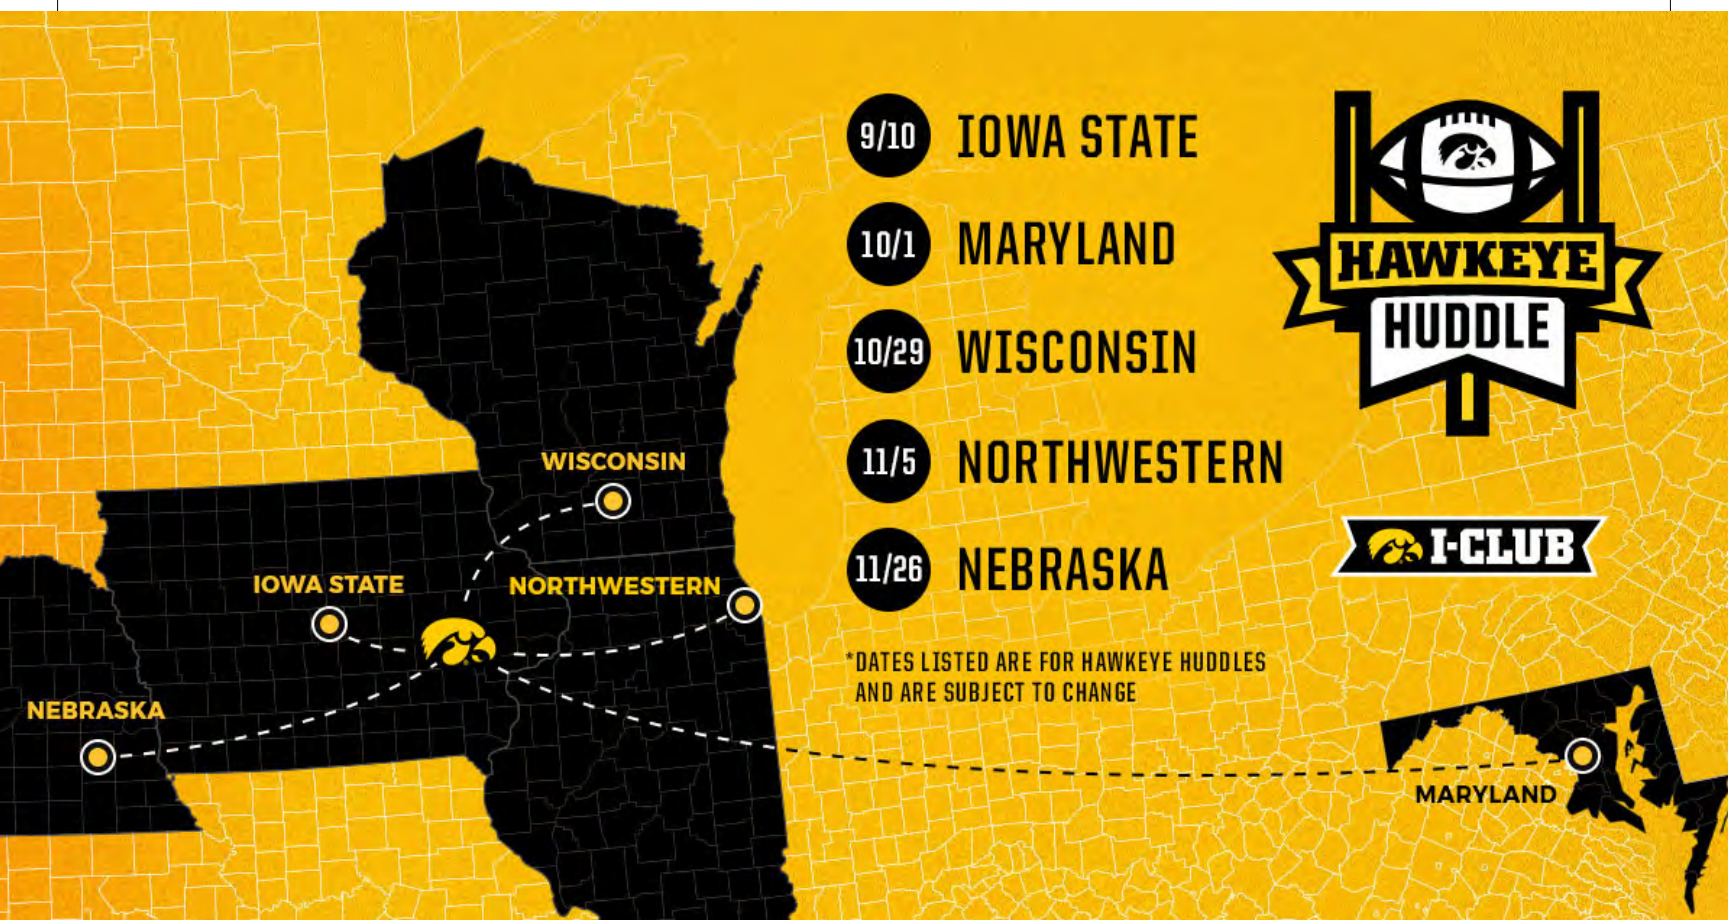 9/10 IOWA STATE
10/1 MARYLAND
10/29 WISCONSIN
11/5 NORTHWESTERN
11/26 NEBRASKA
*DATES LISTED ARE FOR HAWKEYE HUDDLES
AND ARE SUBJECT TO CHANGE
HAWKEYE
HUDDLE
I-CLUB
WISCONSIN
IOWA STATE
NORTHWESTERN
NEBRASKA
MARYLAND